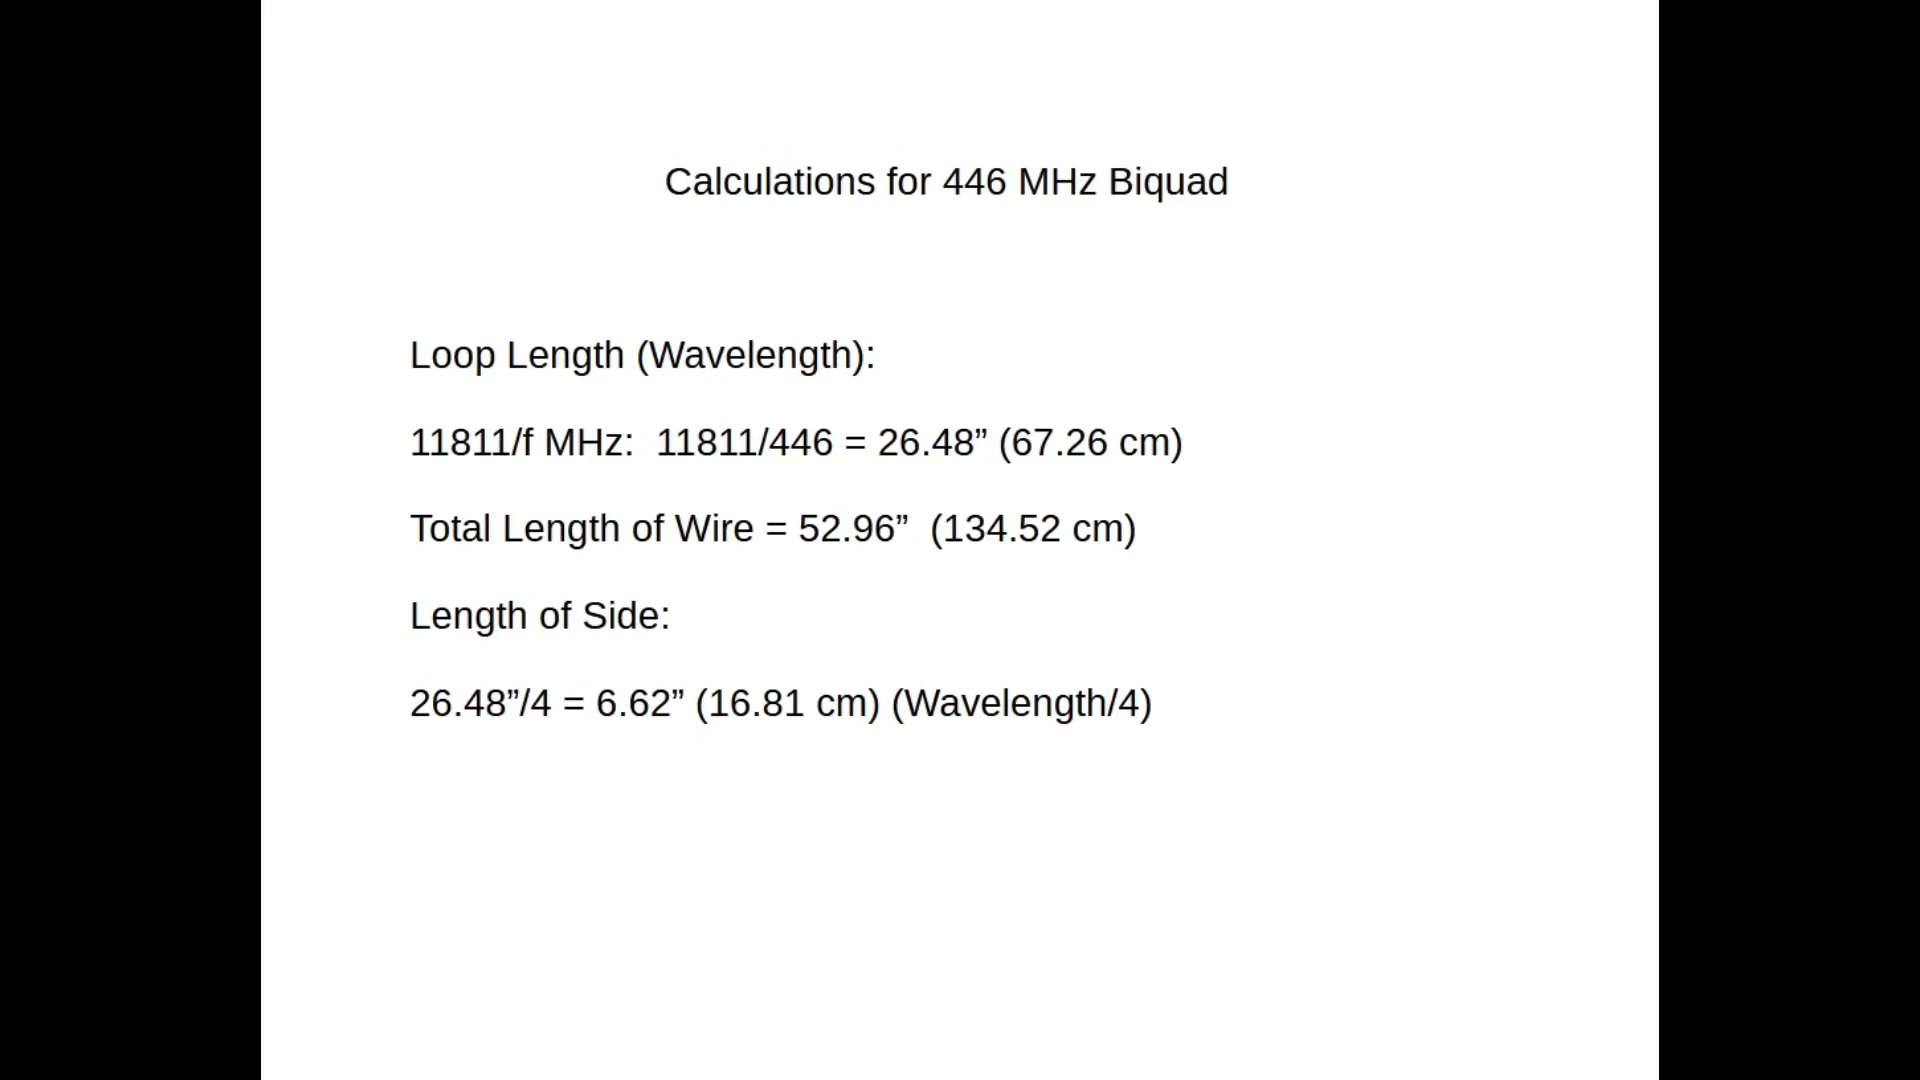 Calculations for 446 MHz Biquad
Loop Length (Wavelength):
11811/f MHz:  11811/446 = 26.48” (67.26 cm)
Total Length of Wire = 52.96”  (134.52 cm)
Length of Side:
26.48”/4 = 6.62” (16.81 cm) (Wavelength/4)